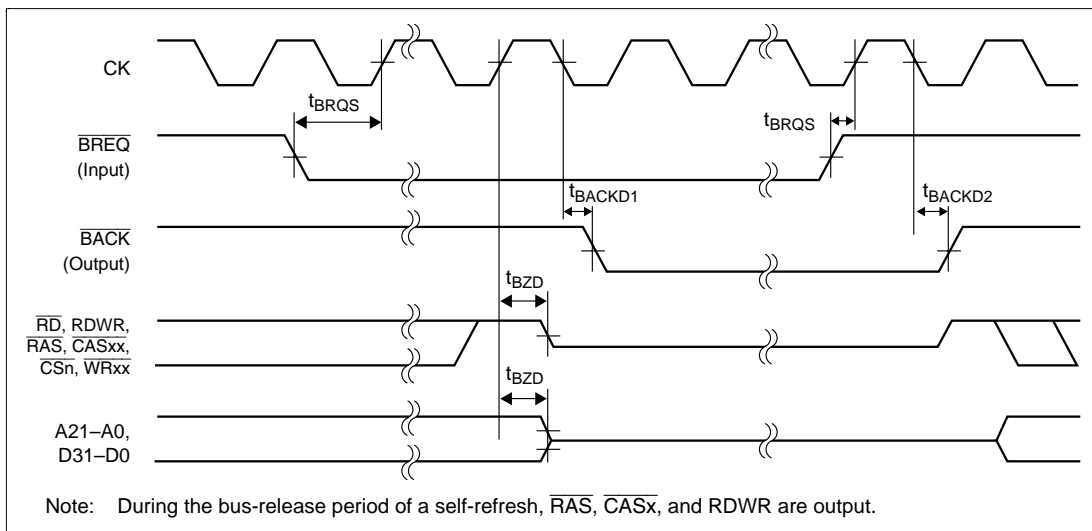 CK
tBRQS
tBRQS
BREQ
(Input)
tBACKD1
tBACKD2
BACK
(Output)
tBZD
RD, RDWR,
RAS, CASxx,
CSn, WRxx
tBZD
A21–A0,
D31–D0
Note: During the bus-release period of a self-refresh, RAS, CASx, and RDWR are output.